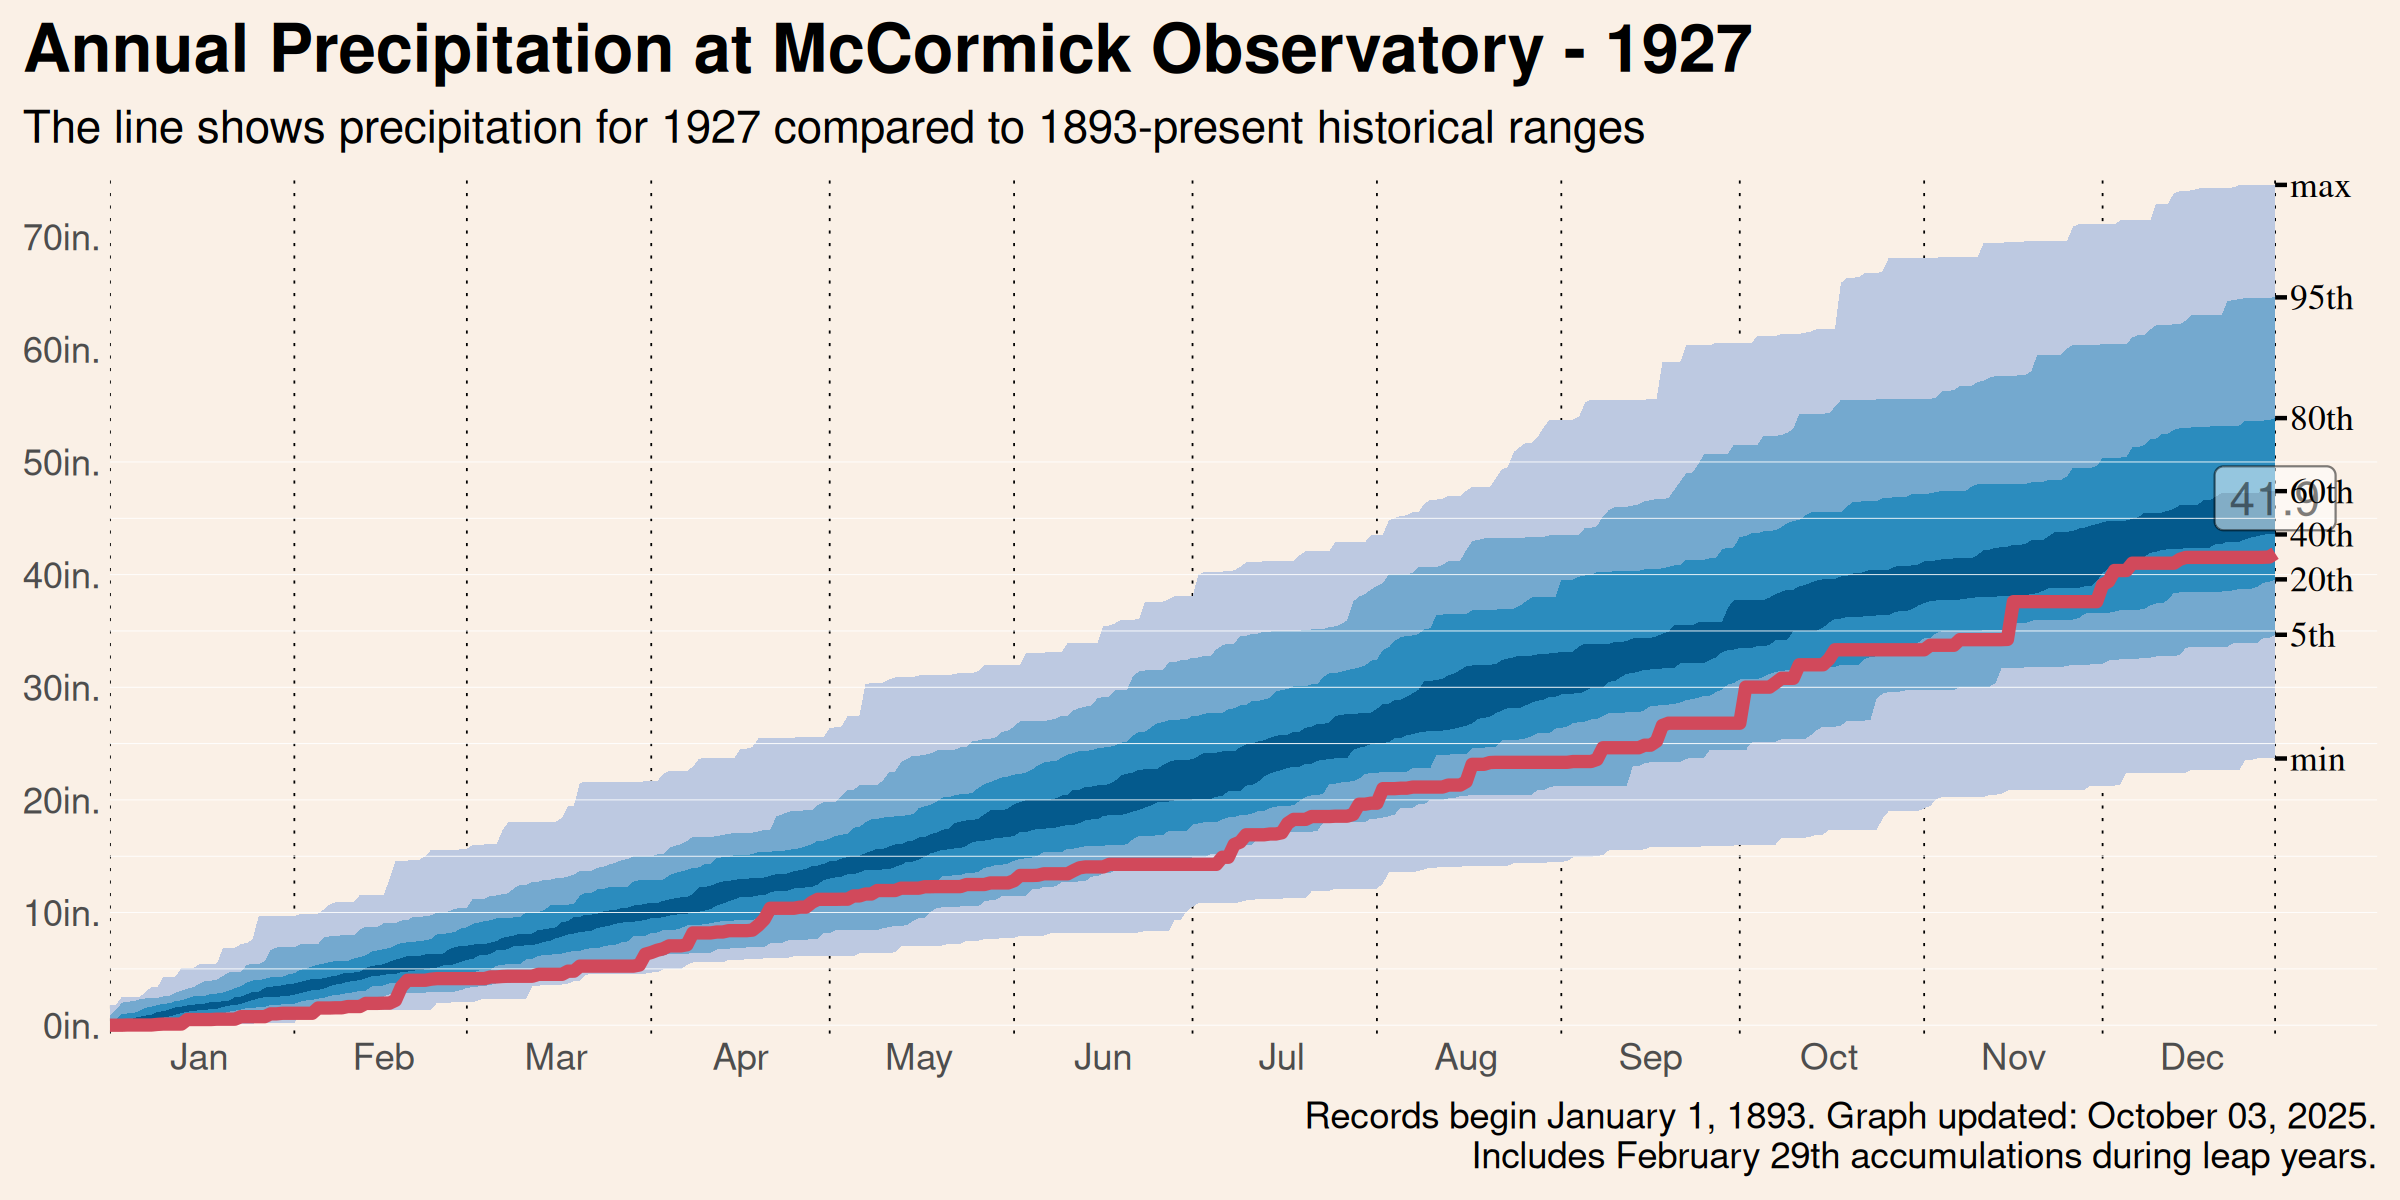 Annual Precipitation at McCormick Observatory - 1927
The line shows precipitation for 1927 compared to 1893-present historical ranges
max
70in.
95th
60in.
80th
50in.
60th
41.9
40th
40in.
20th
5th
30in.
min
20in.
10in.
0in.
Jan Feb Mar Apr May Jun Jul Aug Sep Oct Nov Dec
Records begin January 1, 1893. Graph updated: October 03, 2025.
Includes February 29th accumulations during leap years.